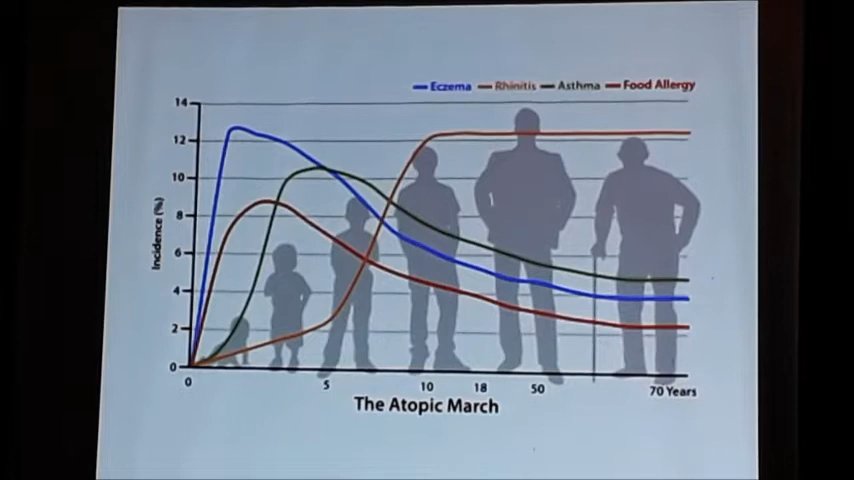 Eczema Rhinitis Asthma Food Allergy
14
12
10
8
6
4
2
0
Incidence (%)
0 5 10 18 50 70 Years
The Atopic March